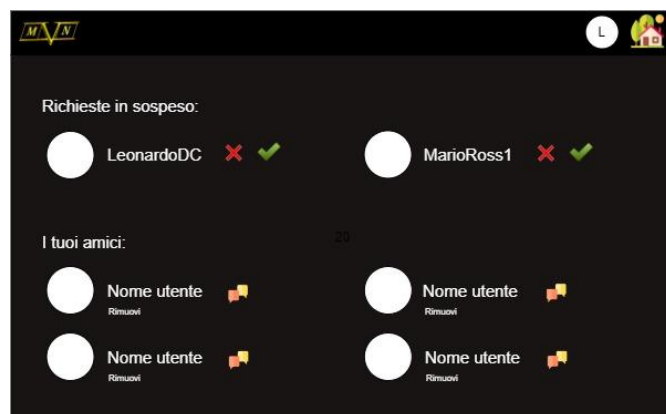 MVN
L
Richieste in sospeso:
LeonardoDC
MarioRoss1
I tuoi amici:
20
Nome utente
Rimuovi
Nome utente
Rimuovi
Nome utente
Rimuovi
Nome utente
Rimuovi